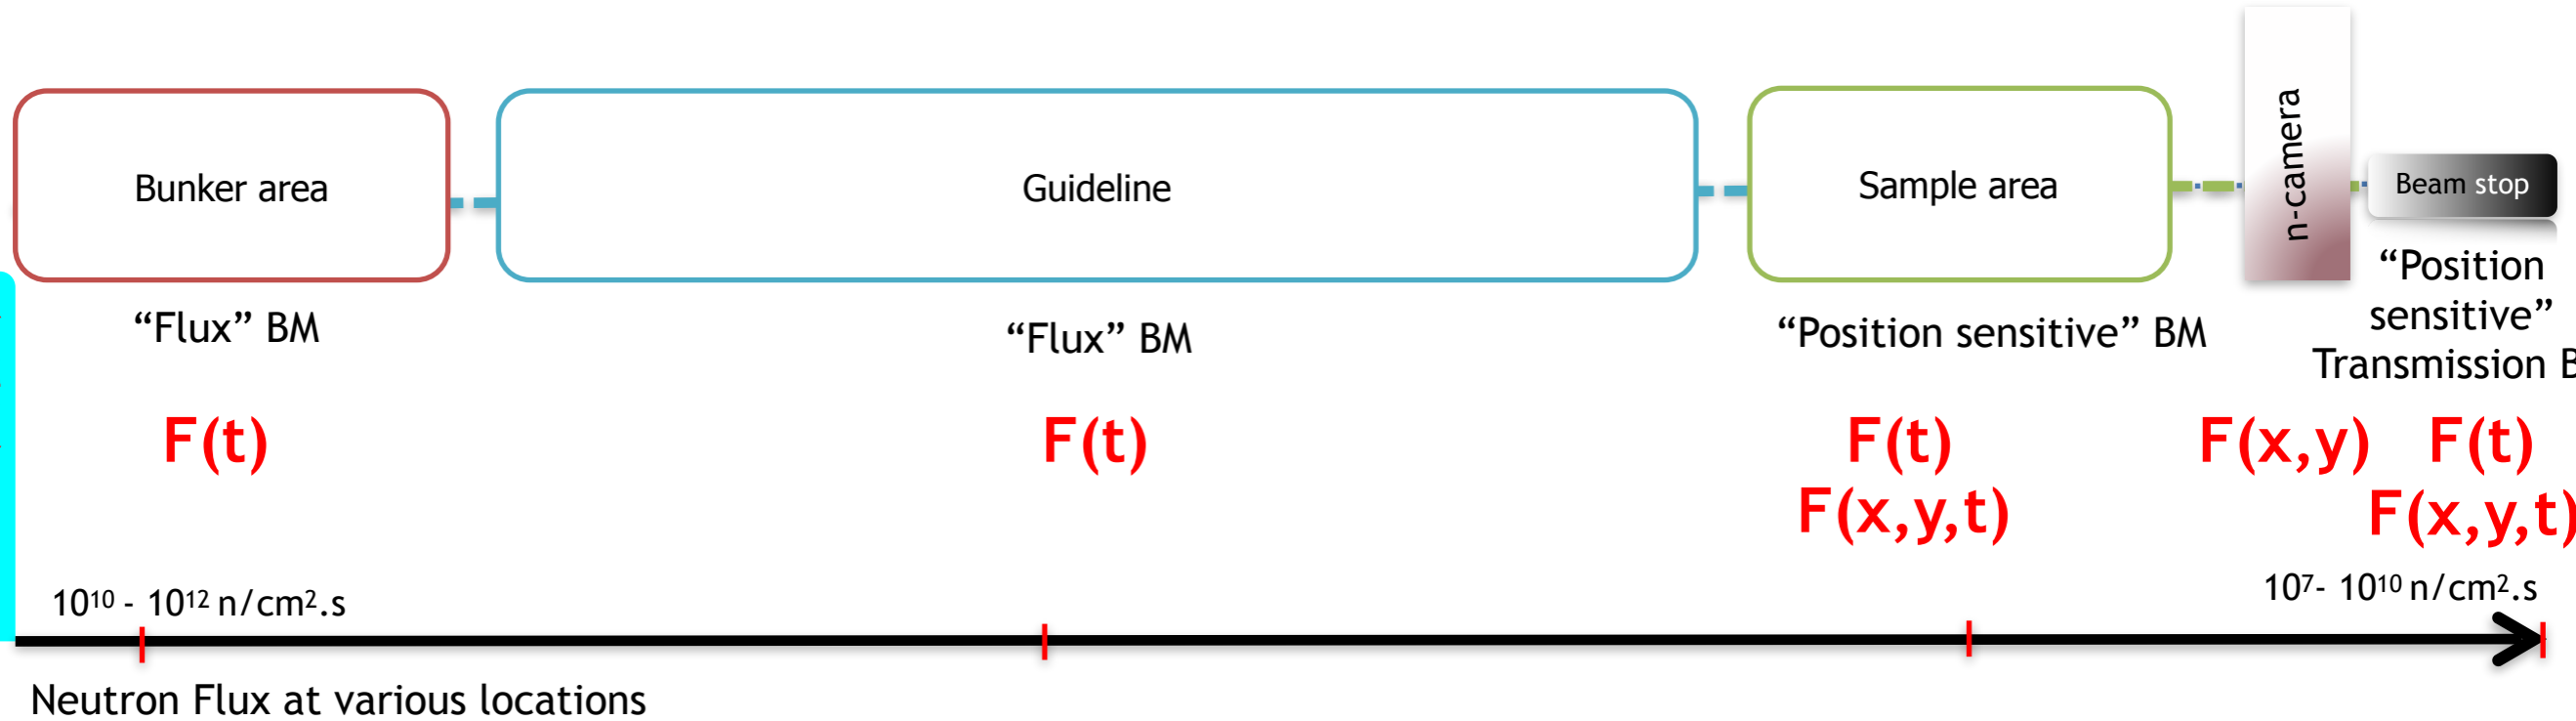 Bunker area
Guideline
Sample area
n-camera
Beam stop
“Flux” BM
“Flux” BM
“Position sensitive” BM
“Position
sensitive”
Transmission
F(t)
F(t)
F(t)
F(x,y,t)
F(x,y)
F(t)
F(x,y,t)
10¹⁰ - 10¹² n/cm².s
10⁷- 10¹⁰ n/cm².s
Neutron Flux at various locations